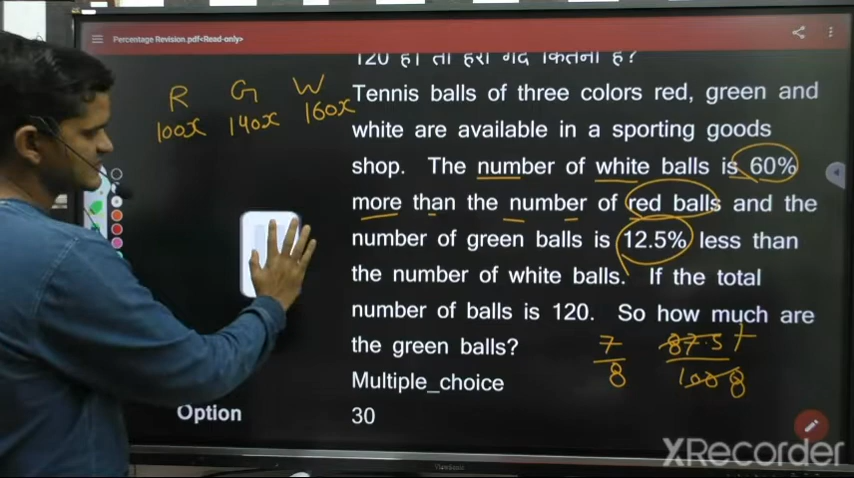 Percentage Revision.pdf<Read-only>
120 हो तो हरी गेंद कितनी है?
R G W
100x 140x 160x
Tennis balls of three colors red, green and
white are available in a sporting goods
shop. The number of white balls is 60%
more than the number of red balls and the
number of green balls is 12.5% less than
the number of white balls. If the total
number of balls is 120. So how much are
the green balls?
7/8 87.5/100 7 8
Multiple_choice
Option 30
ViewSonic
XRecorder